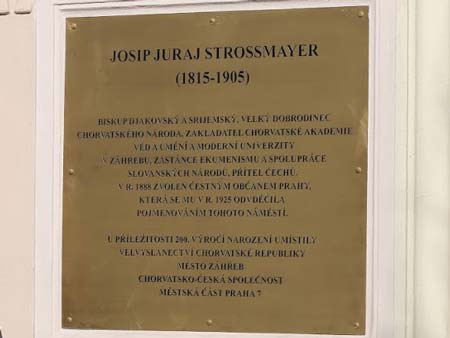 JOSIP JURAJ STROSSMAYER
(1815-1905)
BISKUP DJAKOVSKÝ A SRIJEMSKÝ, VELKÝ DOBRODINEC
CHORVATSKÉHO NÁRODA, ZAKLADATEL CHORVATSKÉ AKADEMIE
VĚD A UMĚNÍ A MODERNÍ UNIVERZITY
V ZÁHŘEBU, ZASTÁNCE EKUMENISMU A SPOLUPRÁCE
SLOVANSKÝCH NÁRODŮ, PŘÍTEL ČECHŮ.
V R. 1888 ZVOLEN ČESTNÝM OBČANEM PRAHY,
KTERÁ SE MU V R. 1925 ODVDĚČILA
POJMENOVÁNÍM TOHOTO NÁMĚSTÍ.
U PŘÍLEŽITOSTI 200. VÝROČÍ NAROZENÍ UMÍSTILY
VELVYSLANECTVÍ CHORVATSKÉ REPUBLIKY
MĚSTO ZÁHŘEB
CHORVATSKO-ČESKÁ SPOLEČNOST
MĚSTSKÁ ČÁST PRAHA 7